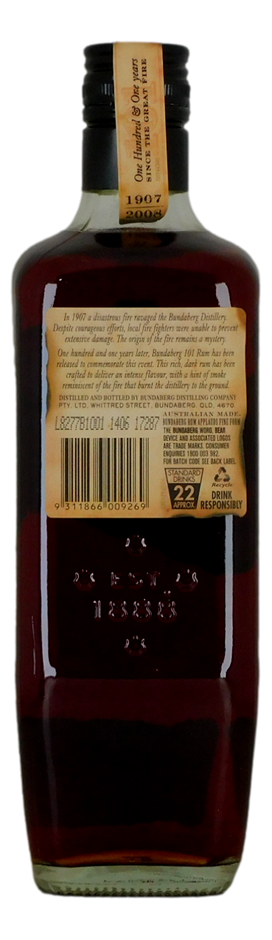 One Hundred & One years
SINCE THE GREAT FIRE
1907
2008
In 1907 a disastrous fire ravaged the Bundaberg Distillery.
Despite courageous efforts, local fire fighters were unable to prevent
extensive damage. The origin of the fire remains a mystery.
One hundred and one years later, Bundaberg 101 Rum has been
released to commemorate this event. This rich, dark rum has been
crafted to deliver an intense flavour, with a hint of smoke
reminiscent of the fire that burnt the distillery to the ground.
DISTILLED AND BOTTLED BY BUNDABERG DISTILLING COMPANY
PTY. LTD. WHITTRED STREET, BUNDABERG. QLD. 4670.
AUSTRALIAN MADE.
L8277B1001 1406 17287
BUNDABERG RUM APPLAUDS FINE FORM
THE BUNDABERG WORD, BEAR
DEVICE AND ASSOCIATED LOGOS
ARE TRADE MARKS. CONSUMER
ENQUIRIES 1800 003 982.
FOR BATCH CODE SEE BACK LABEL.
STANDARD
DRINKS
22
APPROX.
Recycle
DRINK
RESPONSIBLY
9 311866 009269
EST
1888